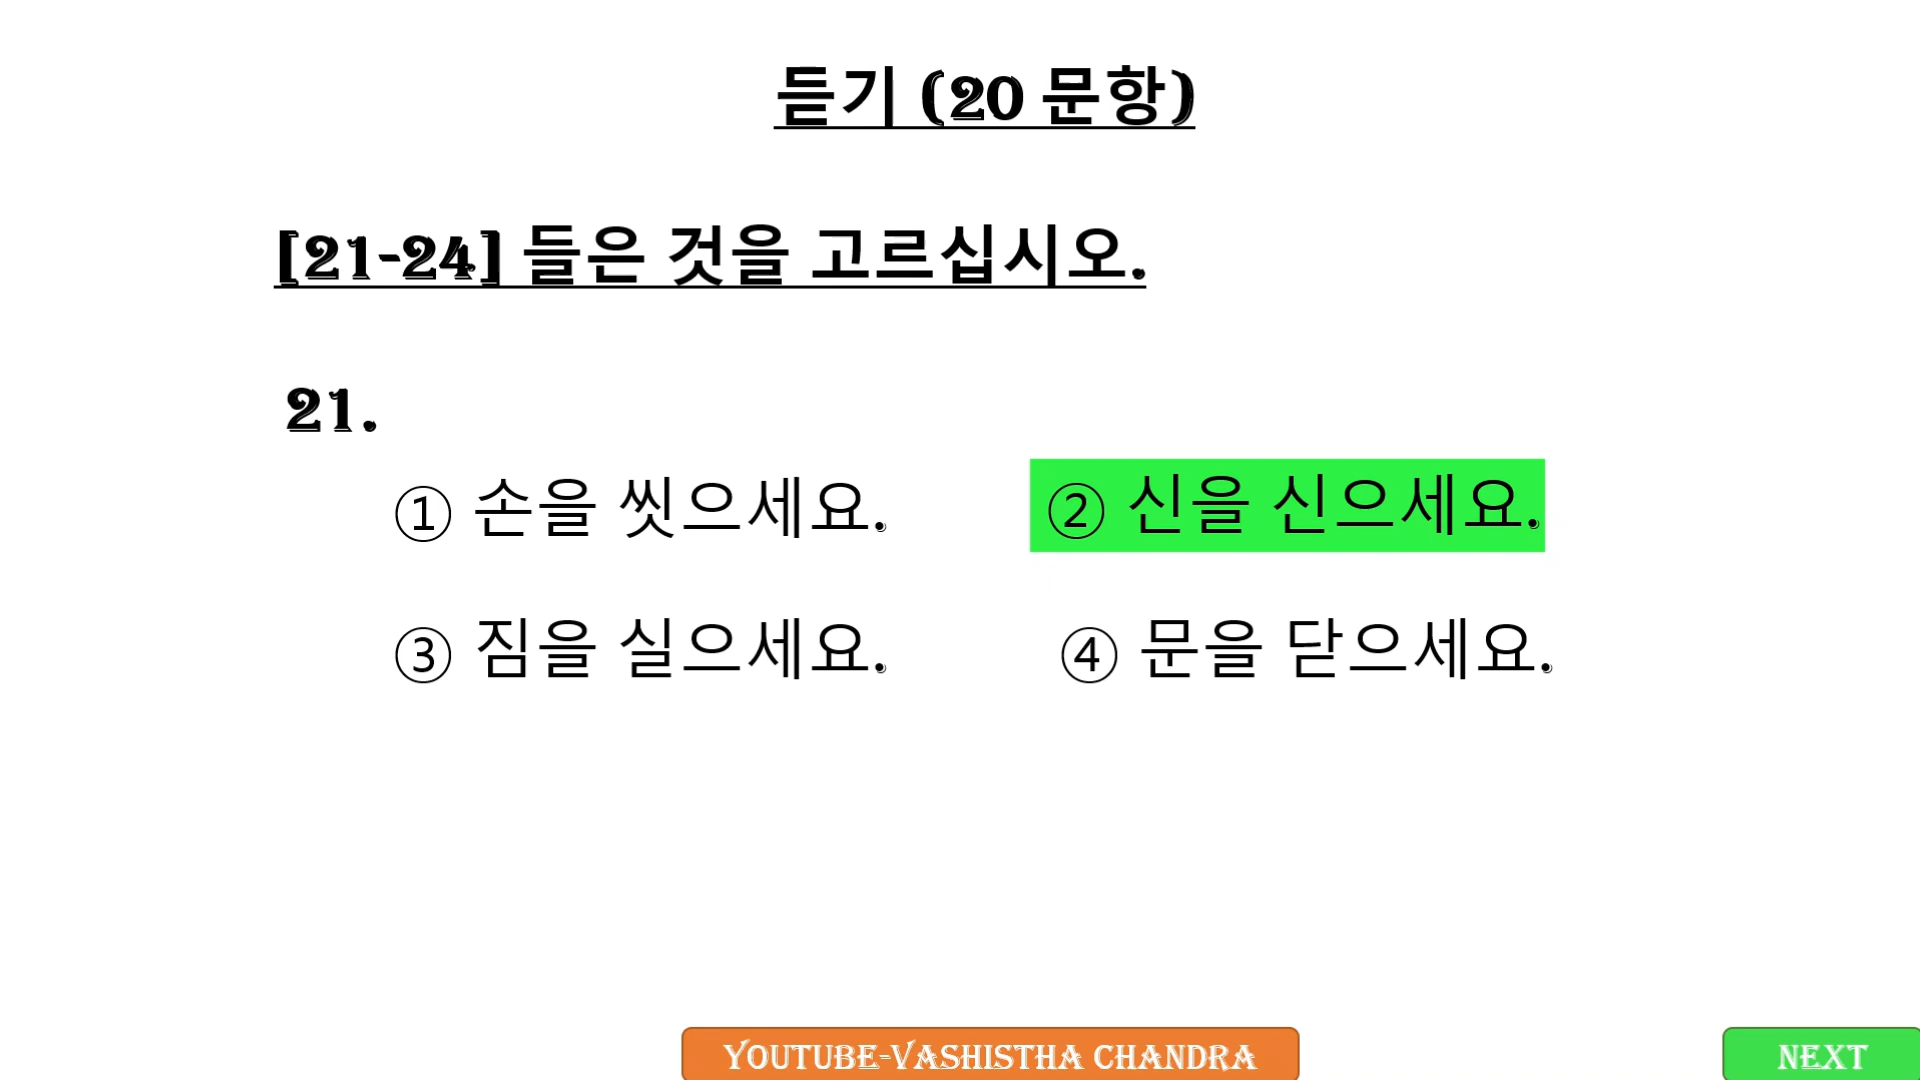 듣기 (20 문항)
[21-24] 들은 것을 고르십시오.
21.
① 손을 씻으세요. ② 신을 신으세요.
③ 짐을 실으세요. ④ 문을 닫으세요.
YOUTUBE-VASHISTHA CHANDRA NEXT